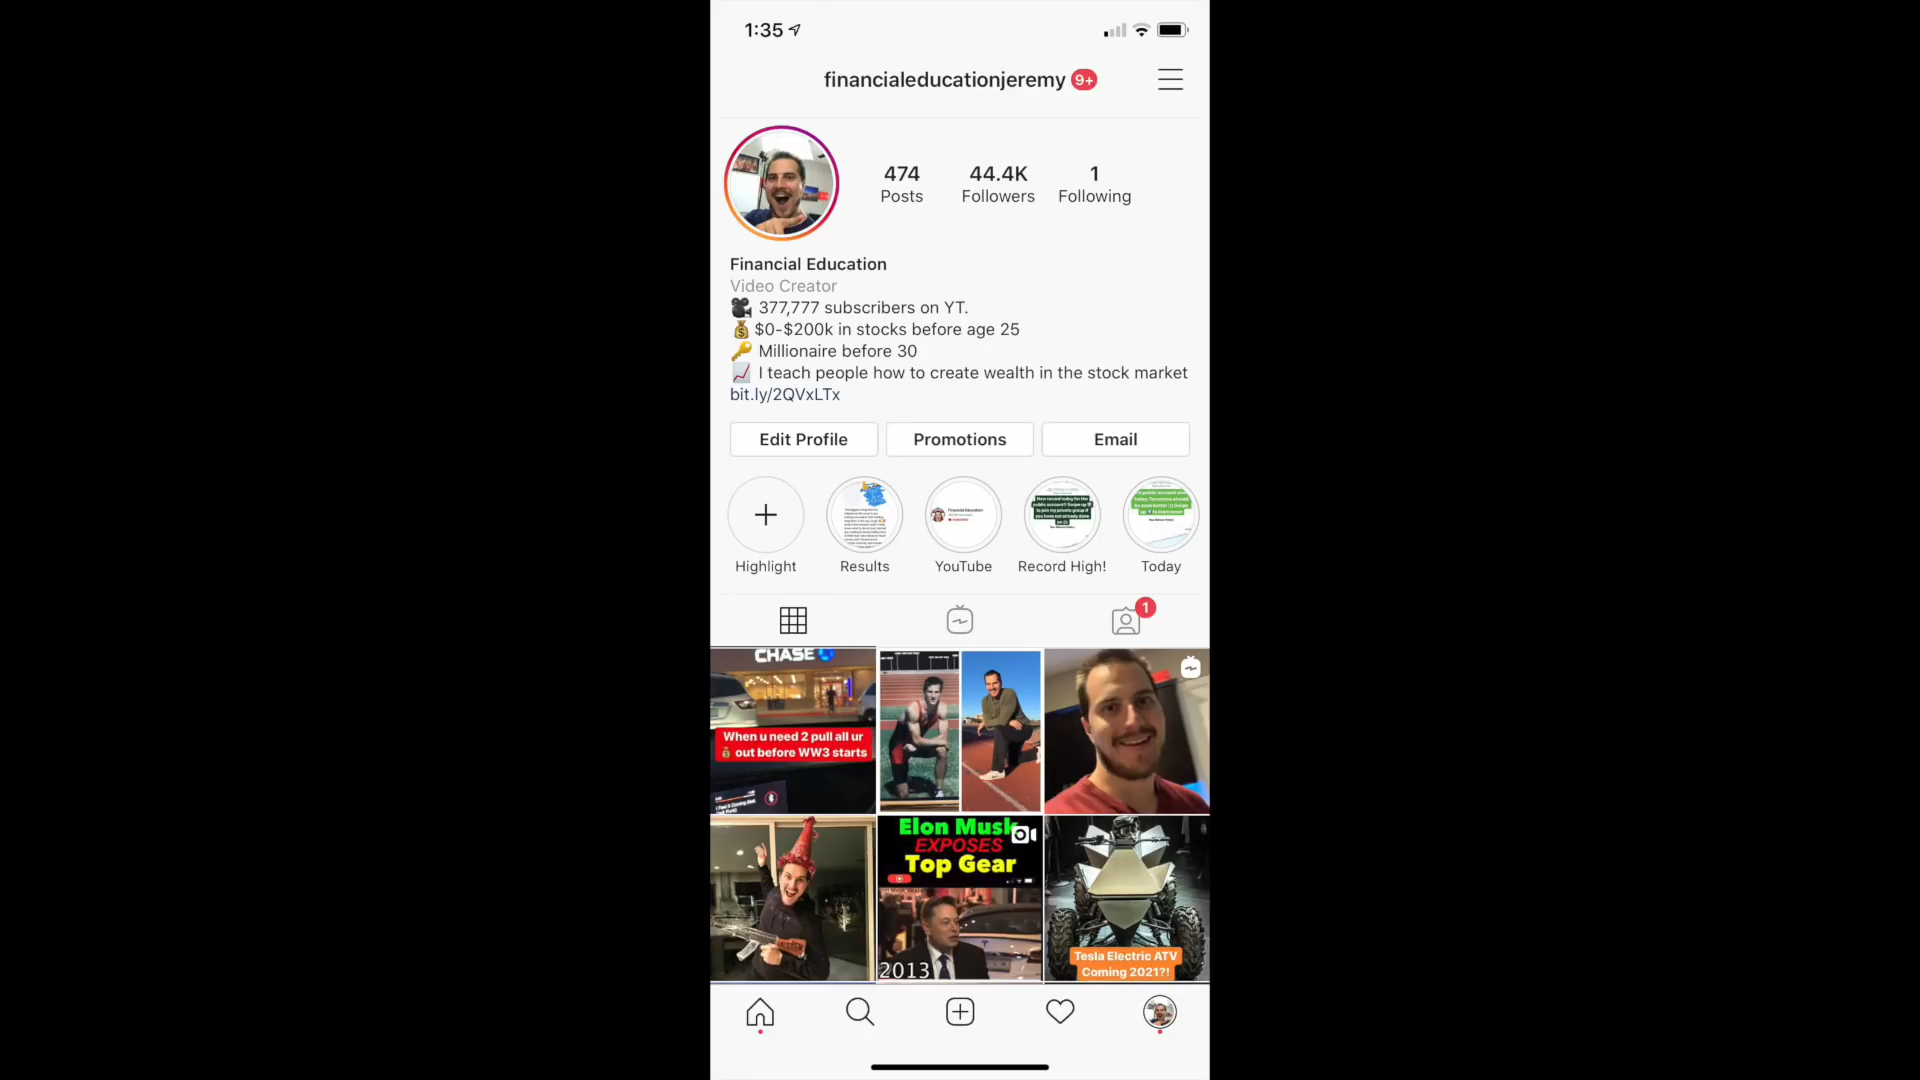 1:35
financialeducationjeremy 9+
474
Posts
44.4K
Followers
1
Following
Financial Education
Video Creator
🎥 377,777 subscribers on YT.
💰 $0-$200k in stocks before age 25
🔑 Millionaire before 30
📈 I teach people how to create wealth in the stock market
bit.ly/2QVxLTx
Edit Profile
Promotions
Email
Highlight
Results
YouTube
Record High!
Today
1
CHASE
When u need 2 pull all ur
💰 out before WW3 starts
Elon Musk
EXPOSES
Top Gear
2013
Tesla Electric ATV
Coming 2021?!